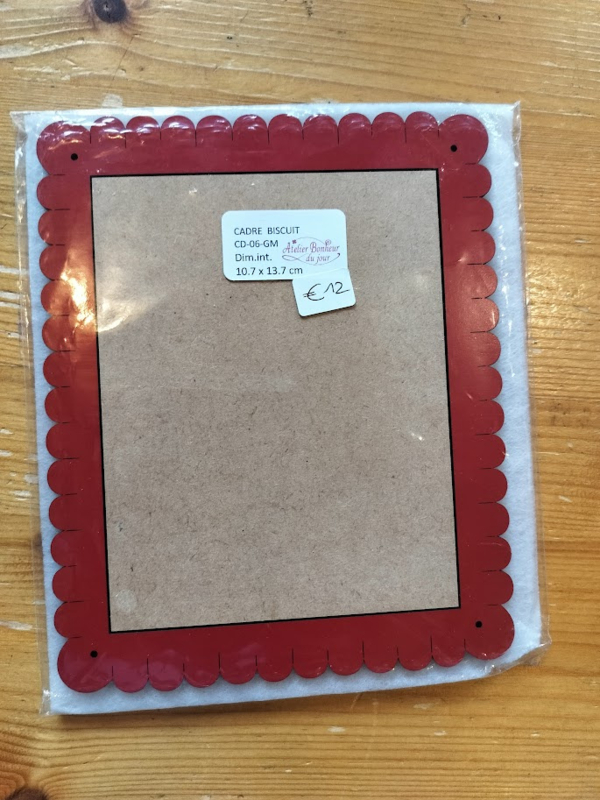 CADRE BISCUIT
CD-06-GM
Atelier Bonheur
du jour
Dim.int.
10.7 x 13.7 cm
€12